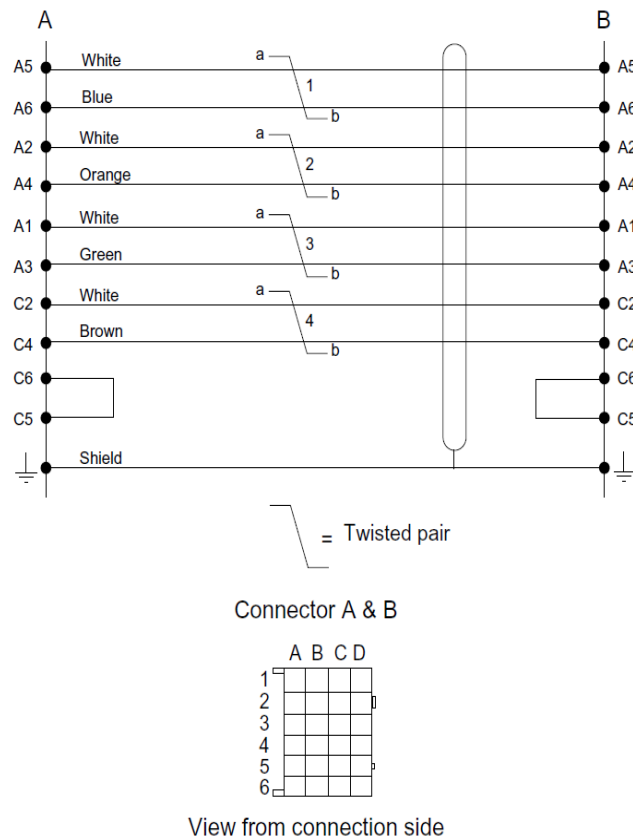 A B
A5 White a A5
1
A6 Blue b A6
A2 White a A2
2
A4 Orange b A4
A1 White a A1
3
A3 Green b A3
C2 White a C2
4
C4 Brown b C4
C6 C6
C5 C5
Shield
= Twisted pair
Connector A & B
A B C D
1
2
3
4
5
6
View from connection side